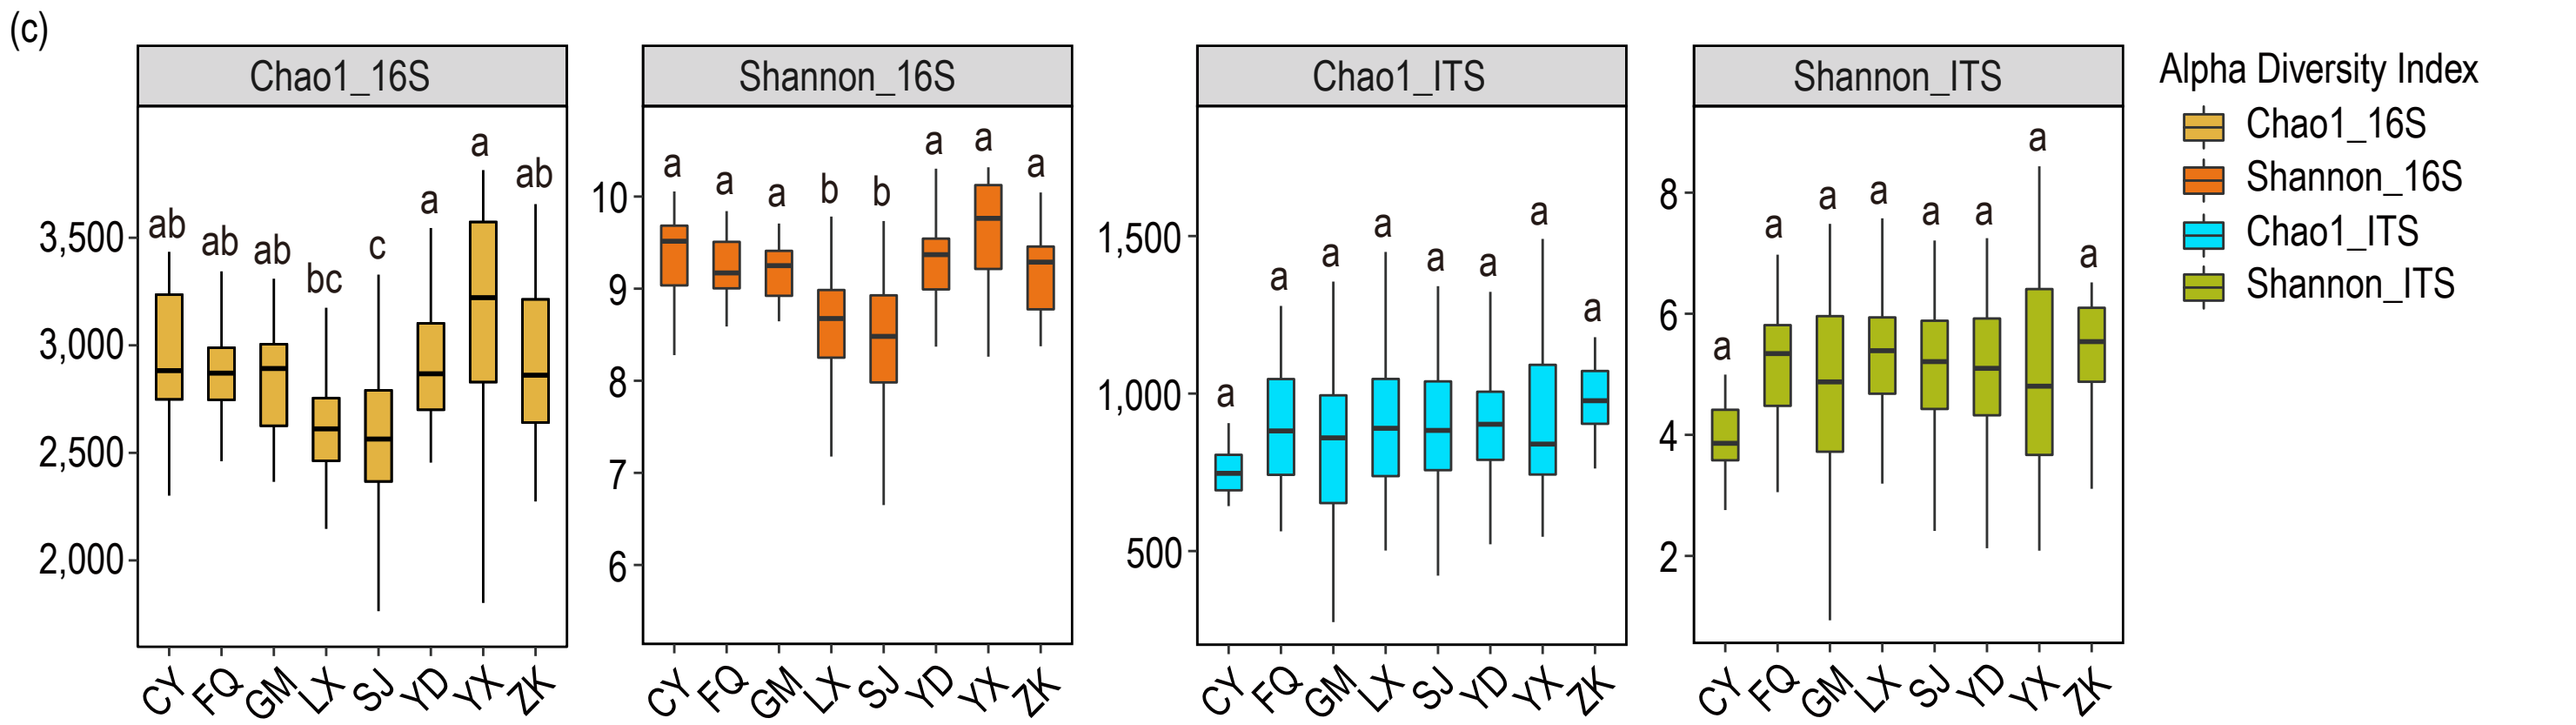 (c)
Chao1_16S
3,500
3,000
2,500
2,000
ab
ab
ab
bc
c
a
a
ab
CY
FQ
GM
LX
SJ
YD
YX
ZK
Shannon_16S
10
9
8
7
6
a
a
a
b
b
a
a
a
CY
FQ
GM
LX
SJ
YD
YX
ZK
Chao1_ITS
1,500
1,000
500
a
a
a
a
a
a
a
a
CY
FQ
GM
LX
SJ
YD
YX
ZK
Shannon_ITS
8
6
4
2
a
a
a
a
a
a
a
a
CY
FQ
GM
LX
SJ
YD
YX
ZK
Alpha Diversity Index
Chao1_16S
Shannon_16S
Chao1_ITS
Shannon_ITS